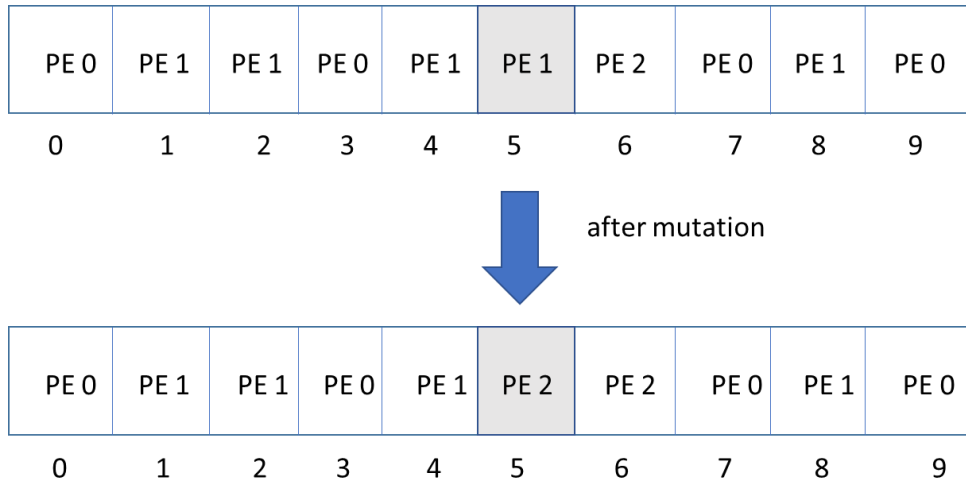 PE 0 PE 1 PE 1 PE 0 PE 1 PE 1 PE 2 PE 0 PE 1 PE 0
0 1 2 3 4 5 6 7 8 9
after mutation
PE 0 PE 1 PE 1 PE 0 PE 1 PE 2 PE 2 PE 0 PE 1 PE 0
0 1 2 3 4 5 6 7 8 9